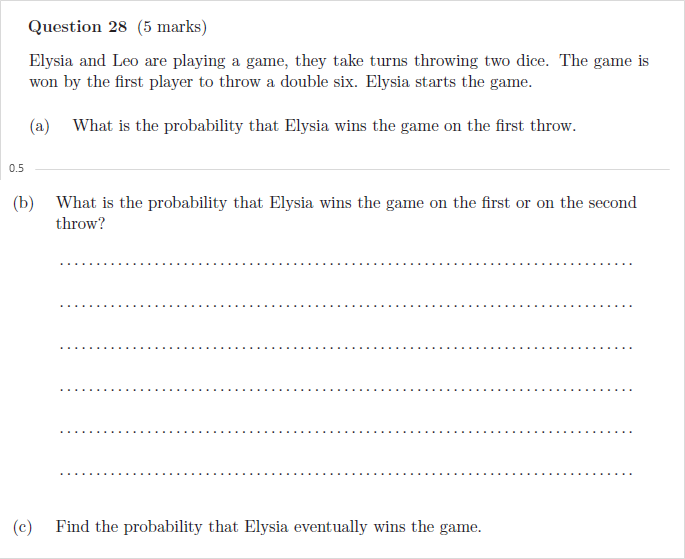 Question 28 (5 marks)
Elysia and Leo are playing a game, they take turns throwing two dice. The game is
won by the first player to throw a double six. Elysia starts the game.
(a) What is the probability that Elysia wins the game on the first throw.
0.5
(b) What is the probability that Elysia wins the game on the first or on the second
throw?
(c) Find the probability that Elysia eventually wins the game.